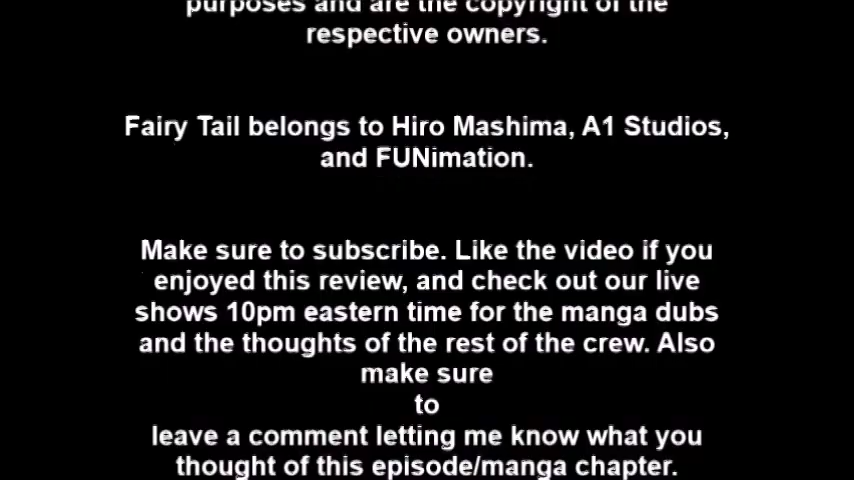 purposes and are the copyright of the
respective owners.
Fairy Tail belongs to Hiro Mashima, A1 Studios,
and FUNimation.
Make sure to subscribe. Like the video if you
enjoyed this review, and check out our live
shows 10pm eastern time for the manga dubs
and the thoughts of the rest of the crew. Also
make sure
to
leave a comment letting me know what you
thought of this episode/manga chapter.